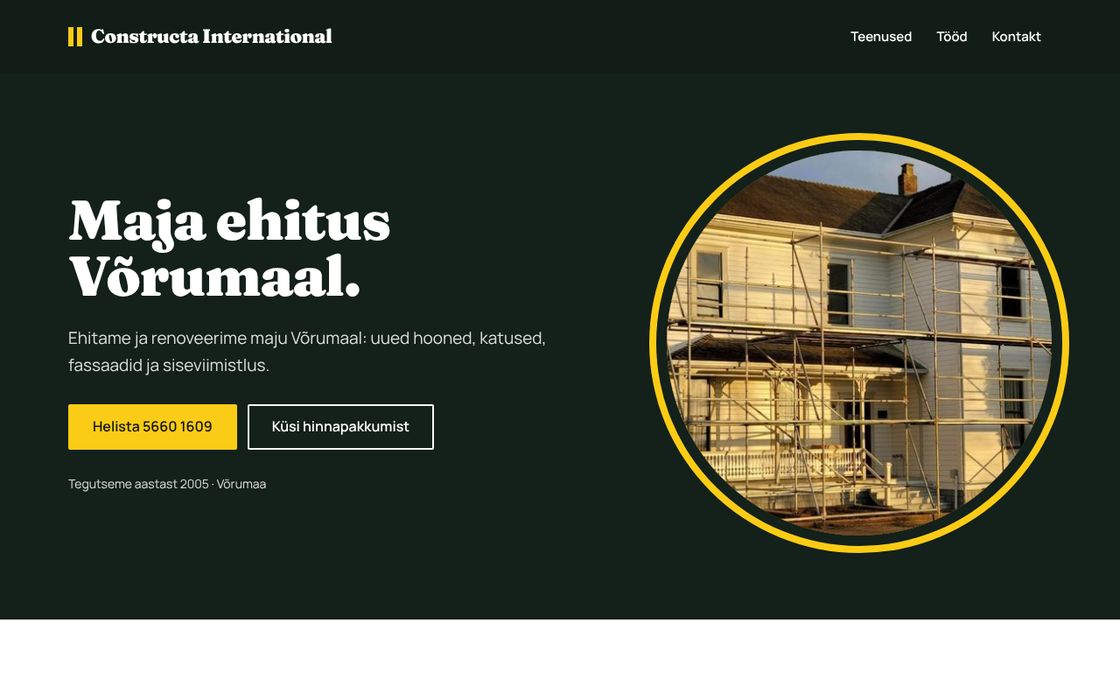 Constructa International
Teenused
Tööd
Kontakt
Maja ehitus
Võrumaal.
Ehitame ja renoveerime maju Võrumaal: uued hooned, katused,
fassaadid ja siseviimistlus.
Helista 5660 1609
Küsi hinnapakkumist
Tegutseme aastast 2005 · Võrumaa